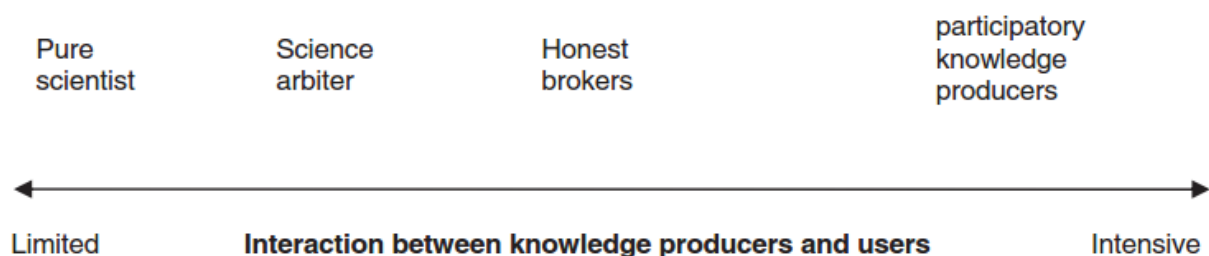 Pure
scientist
Science
arbiter
Honest
brokers
participatory
knowledge
producers
Limited
Interaction between knowledge producers and users
Intensive